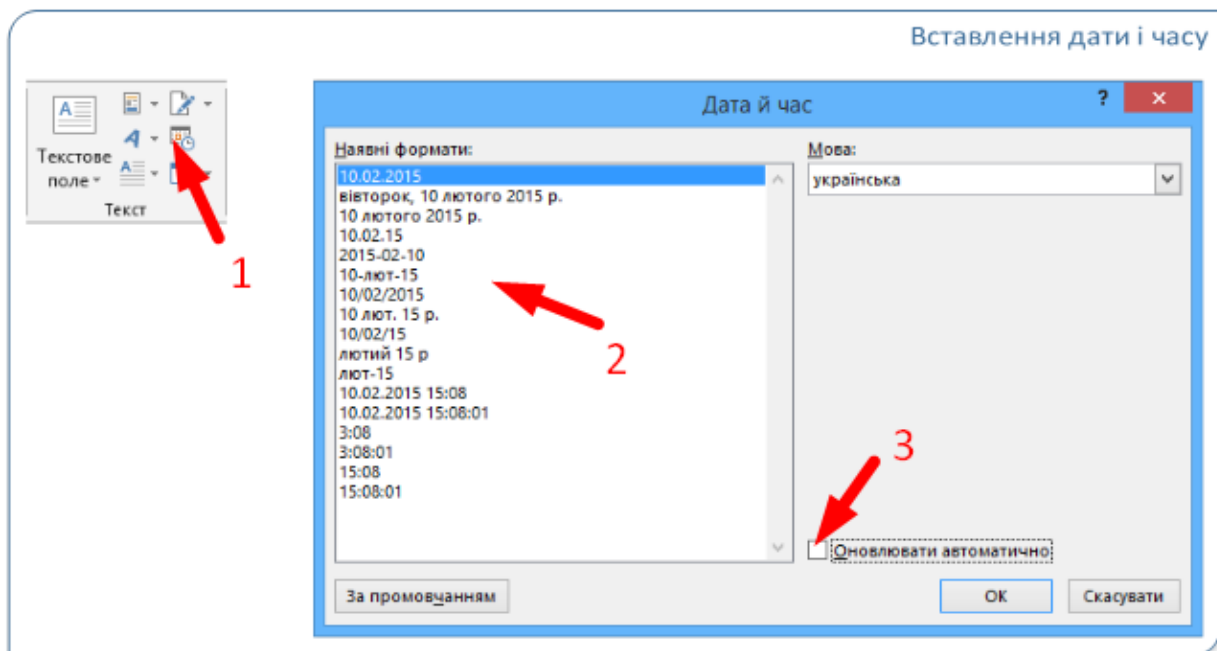 Вставлення дати і часу
Текстове
поле
Текст
1
Дата й час
?
Наявні формати:
10.02.2015
вівторок, 10 лютого 2015 р.
10 лютого 2015 р.
10.02.15
2015-02-10
10-лют-15
10/02/2015
10 лют. 15 р.
10/02/15
лютий 15 р
лют-15
10.02.2015 15:08
10.02.2015 15:08:01
3:08
3:08:01
15:08
15:08:01
2
Мова:
українська
3
Оновлювати автоматично
За промовчанням
ОК
Скасувати